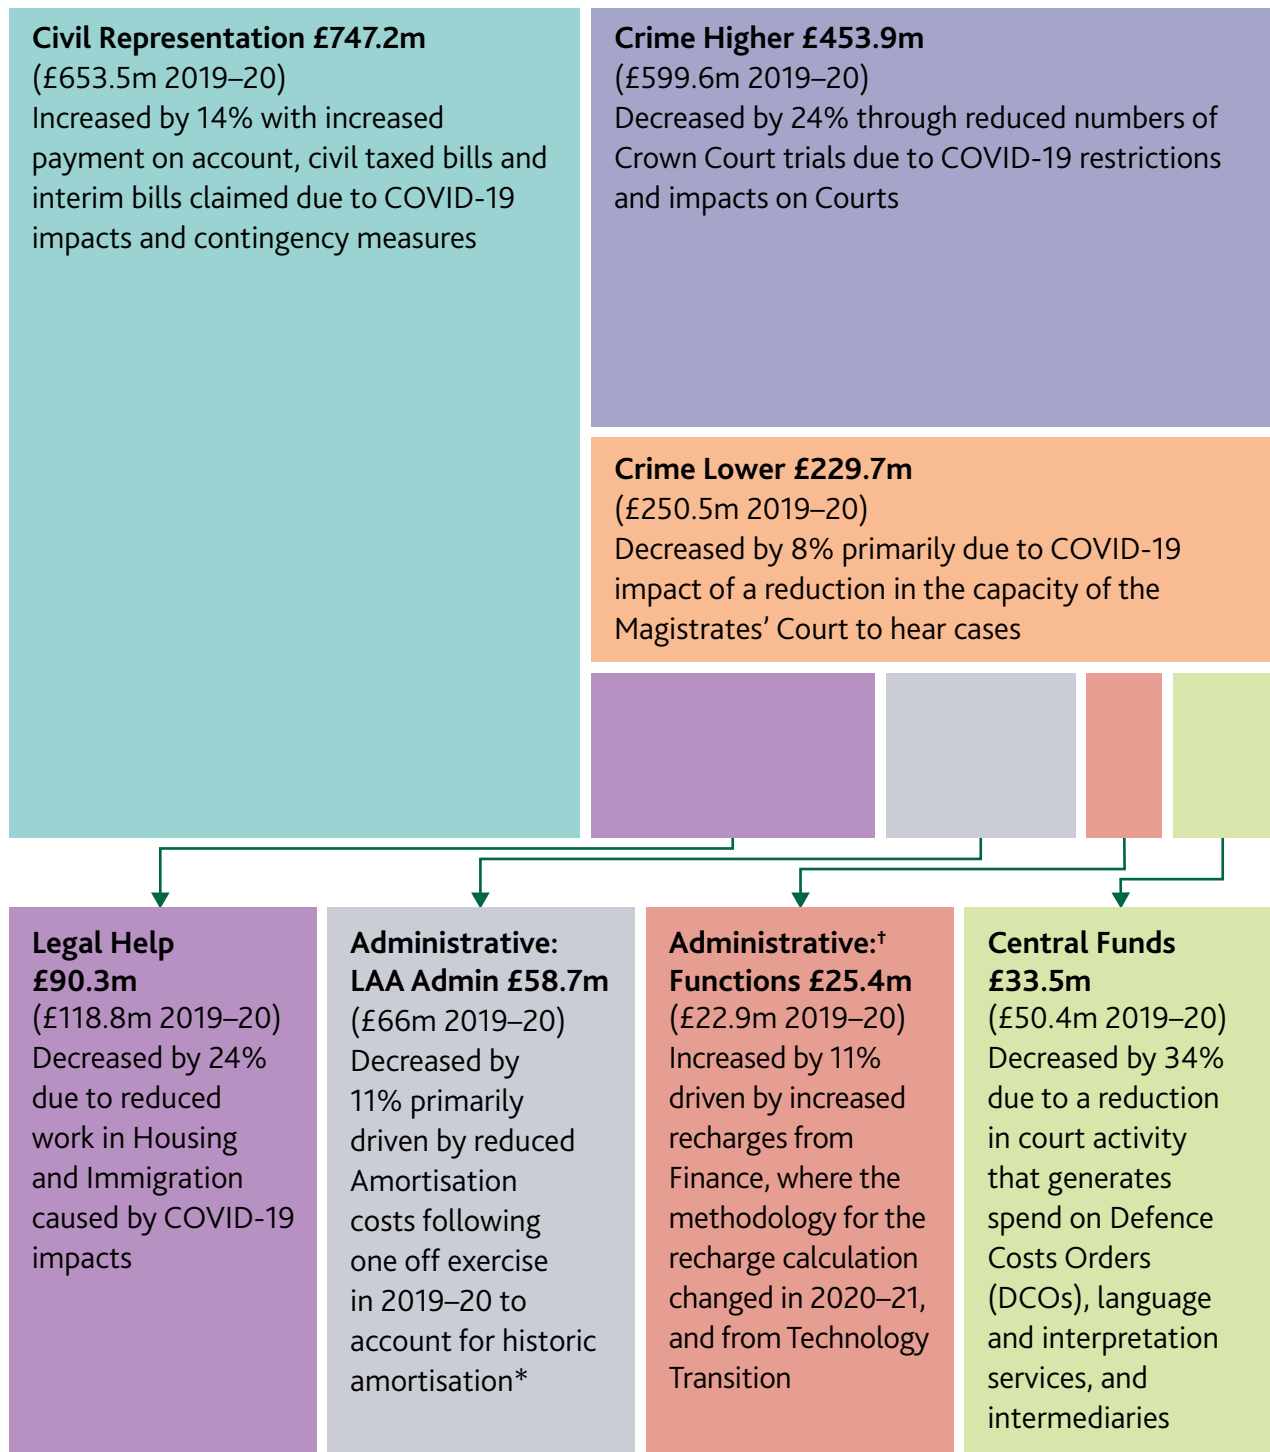 Civil Representation £747.2m
(£653.5m 2019–20)
Increased by 14% with increased
payment on account, civil taxed bills and
interim bills claimed due to COVID-19
impacts and contingency measures
Crime Higher £453.9m
(£599.6m 2019–20)
Decreased by 24% through reduced numbers of
Crown Court trials due to COVID-19 restrictions
and impacts on Courts
Crime Lower £229.7m
(£250.5m 2019–20)
Decreased by 8% primarily due to COVID-19
impact of a reduction in the capacity of the
Magistrates’ Court to hear cases
Legal Help
£90.3m
(£118.8m 2019–20)
Decreased by 24%
due to reduced
work in Housing
and Immigration
caused by COVID-19
impacts
Administrative:
LAA Admin £58.7m
(£66m 2019–20)
Decreased by
11% primarily
driven by reduced
Amortisation
costs following
one off exercise
in 2019–20 to
account for historic
amortisation*
Administrative:†
Functions £25.4m
(£22.9m 2019–20)
Increased by 11%
driven by increased
recharges from
Finance, where the
methodology for the
recharge calculation
changed in 2020–21,
and from Technology
Transition
Central Funds
£33.5m
(£50.4m 2019–20)
Decreased by 34%
due to a reduction
in court activity
that generates
spend on Defence
Costs Orders
(DCOs), language
and interpretation
services, and
intermediaries